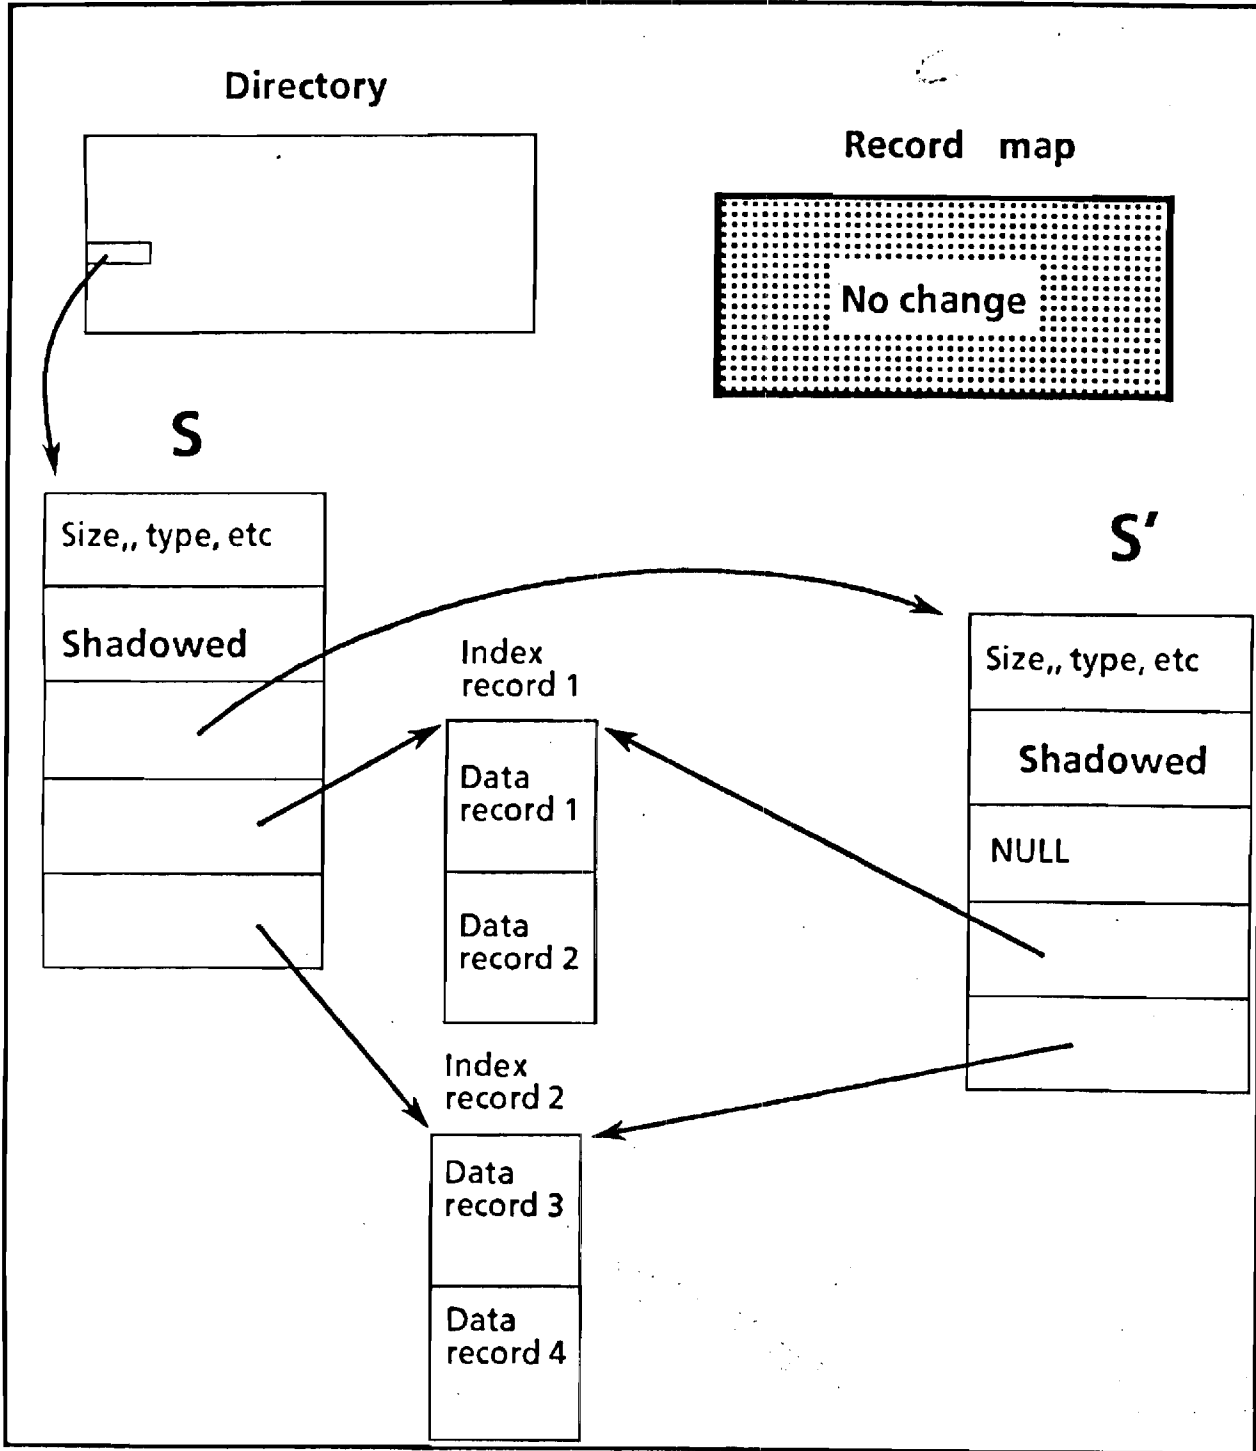 Directory
Record map
No change
S
Size,, type, etc
Shadowed
S′
Size,, type, etc
Shadowed
NULL
Index
record 1
Data
record 1
Data
record 2
Index
record 2
Data
record 3
Data
record 4